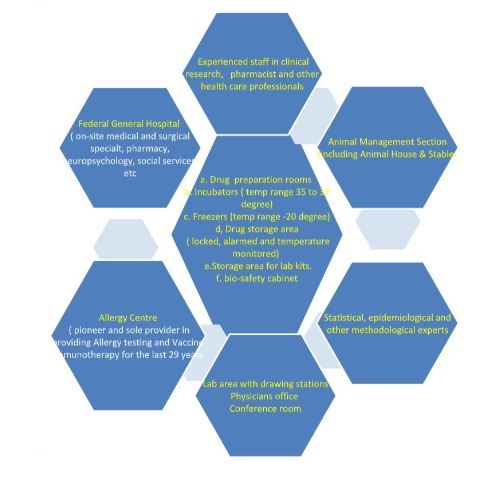 Experienced staff in clinical
research, pharmacist and other
health care professionals
Federal General Hospital
( on-site medical and surgical
specialt, pharmacy,
europsychology, social services
etc
Animal Management Section
(Including Animal House & Stable
a. Drug preparation rooms
b. Incubators ( temp range 35 to 37
degree)
c. Freezers (temp range -20 degree)
d, Drug storage area
( locked, alarmed and temperature
monitored)
e.Storage area for lab kits.
f. bio-safety cabinet
Allergy Centre
( pioneer and sole provider in
providing Allergy testing and Vaccine
munotherapy for the last 29 years
Statistical, epidemiological and
other methodological experts
Lab area with drawing stations
Physicians office
Conference room